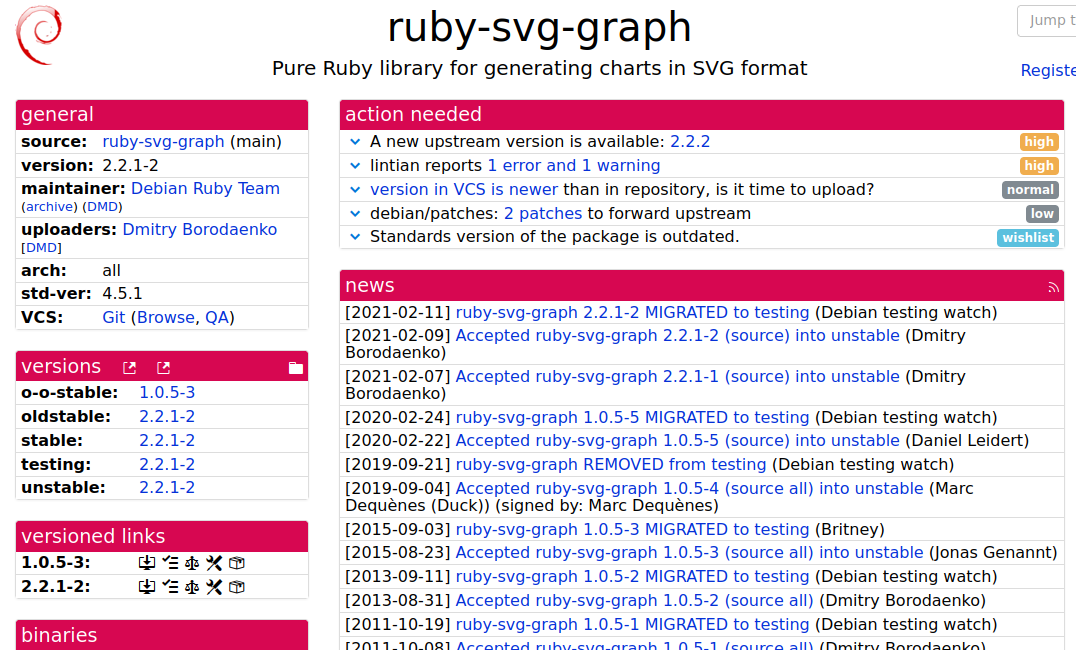 ruby-svg-graph
Jump t
Pure Ruby library for generating charts in SVG format
Registe
general
source: ruby-svg-graph (main)
version: 2.2.1-2
maintainer: Debian Ruby Team
(archive) (DMD)
uploaders: Dmitry Borodaenko
[DMD]
arch: all
std-ver: 4.5.1
VCS: Git (Browse, QA)
versions
o-o-stable: 1.0.5-3
oldstable: 2.2.1-2
stable: 2.2.1-2
testing: 2.2.1-2
unstable: 2.2.1-2
versioned links
1.0.5-3:
2.2.1-2:
binaries
action needed
A new upstream version is available: 2.2.2 high
lintian reports 1 error and 1 warning high
version in VCS is newer than in repository, is it time to upload? normal
debian/patches: 2 patches to forward upstream low
Standards version of the package is outdated. wishlist
news
[2021-02-11] ruby-svg-graph 2.2.1-2 MIGRATED to testing (Debian testing watch)
[2021-02-09] Accepted ruby-svg-graph 2.2.1-2 (source) into unstable (Dmitry
Borodaenko)
[2021-02-07] Accepted ruby-svg-graph 2.2.1-1 (source) into unstable (Dmitry
Borodaenko)
[2020-02-24] ruby-svg-graph 1.0.5-5 MIGRATED to testing (Debian testing watch)
[2020-02-22] Accepted ruby-svg-graph 1.0.5-5 (source) into unstable (Daniel Leidert)
[2019-09-21] ruby-svg-graph REMOVED from testing (Debian testing watch)
[2019-09-04] Accepted ruby-svg-graph 1.0.5-4 (source all) into unstable (Marc
Dequènes (Duck)) (signed by: Marc Dequènes)
[2015-09-03] ruby-svg-graph 1.0.5-3 MIGRATED to testing (Britney)
[2015-08-23] Accepted ruby-svg-graph 1.0.5-3 (source all) into unstable (Jonas Genannt)
[2013-09-11] ruby-svg-graph 1.0.5-2 MIGRATED to testing (Debian testing watch)
[2013-08-31] Accepted ruby-svg-graph 1.0.5-2 (source all) (Dmitry Borodaenko)
[2011-10-19] ruby-svg-graph 1.0.5-1 MIGRATED to testing (Debian testing watch)
[2011-10-08] Accepted ruby-svg-graph 1.0.5-1 (source all) (Dmitry Borodaenko)